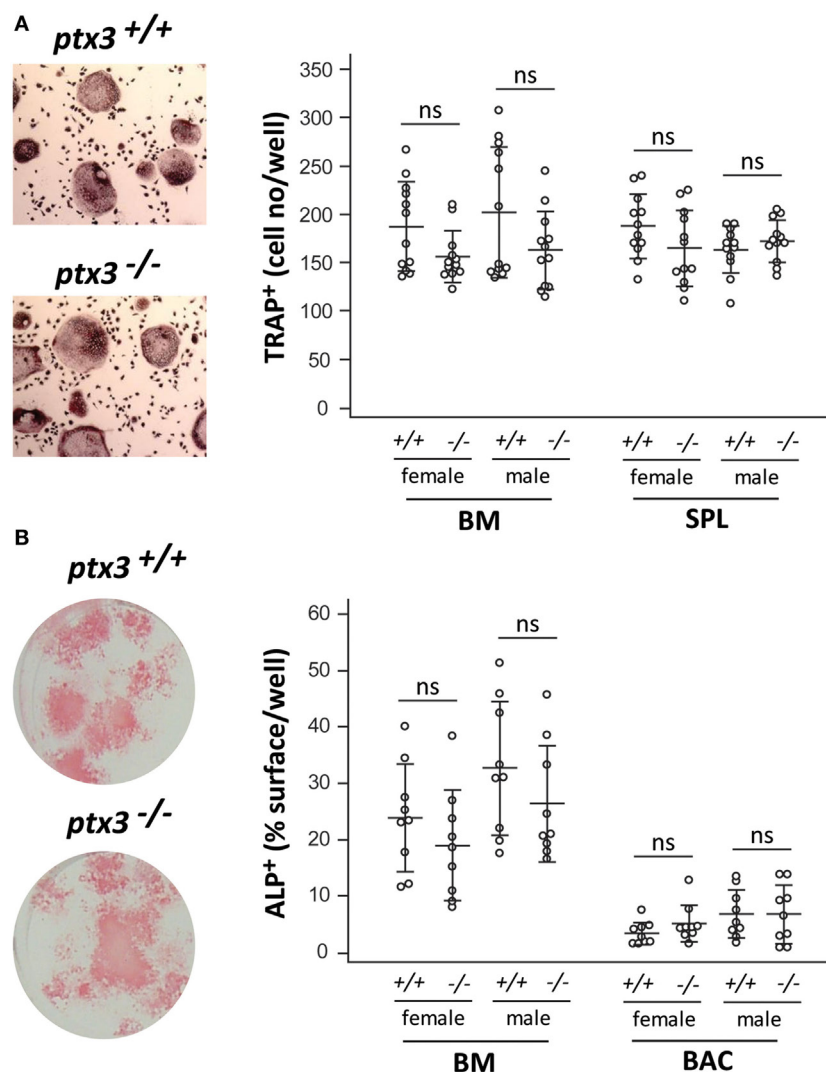 A
ptx3 +/+
ptx3 -/-
TRAP+ (cell no/well)
350
300
250
200
150
100
50
0
ns
ns
ns
ns
+/+ -/- +/+ -/- +/+ -/- +/+ -/-
female male female male
BM SPL
B
ptx3 +/+
ptx3 -/-
ALP+ (% surface/well)
60
50
40
30
20
10
0
ns
ns
ns
ns
+/+ -/- +/+ -/- +/+ -/- +/+ -/-
female male female male
BM BAC